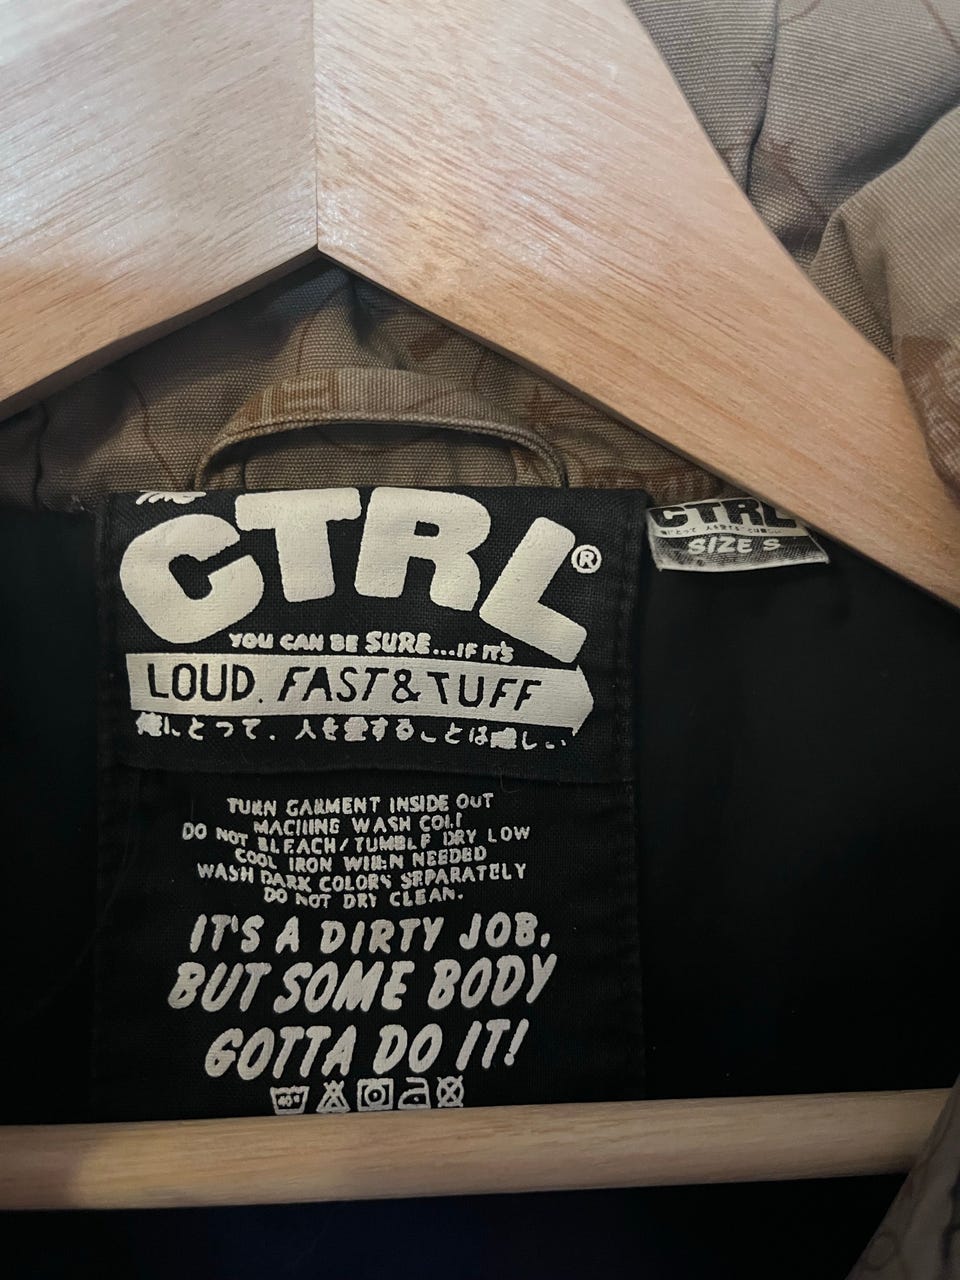 THE
CTRL®
YOU CAN BE SURE...IF IT'S
LOUD, FAST & TUFF
俺にとって、人を愛することは難しい、
TURN GARMENT INSIDE OUT
MACHINE WASH COLD
DO NOT BLEACH/TUMBLE DRY LOW
COOL IRON WHEN NEEDED
WASH DARK COLORS SEPARATELY
DO NOT DRY CLEAN.
IT'S A DIRTY JOB,
BUT SOME BODY
GOTTA DO IT!
40°
CTRL
SIZE S